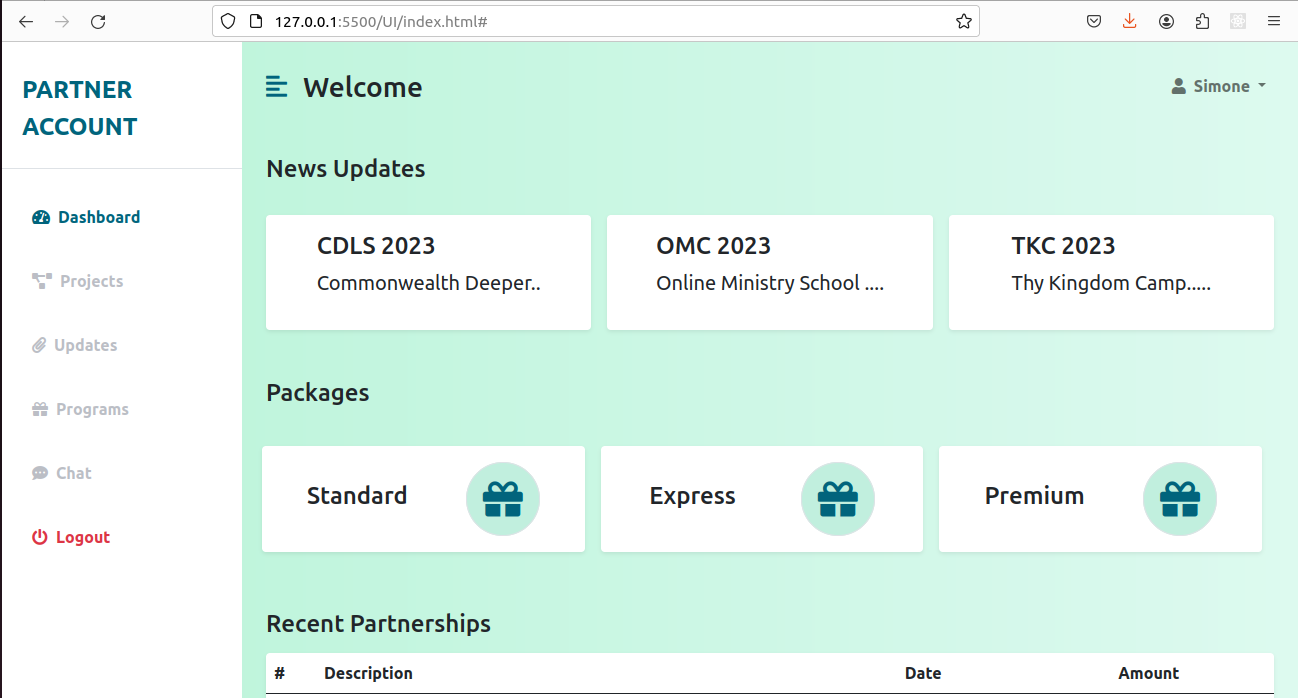 127.0.0.1:5500/UI/index.html#
PARTNER
ACCOUNT
Dashboard
Projects
Updates
Programs
Chat
Logout
Welcome
Simone
News Updates
CDLS 2023
Commonwealth Deeper..
OMC 2023
Online Ministry School ....
TKC 2023
Thy Kingdom Camp.....
Packages
Standard
Express
Premium
Recent Partnerships
# Description Date Amount